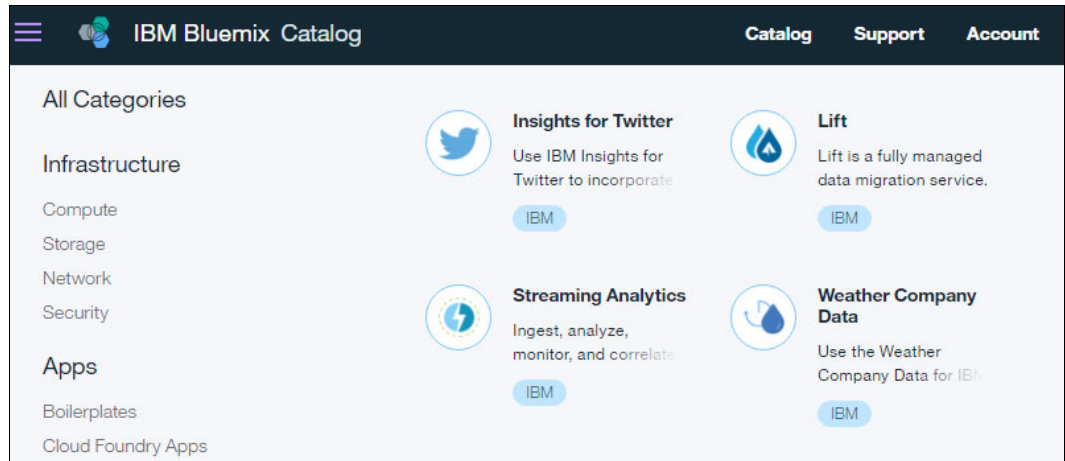 IBM Bluemix Catalog
Catalog Support Account
All Categories
Infrastructure
Compute
Storage
Network
Security
Apps
Boilerplates
Cloud Foundry Apps
Insights for Twitter
Use IBM Insights for
Twitter to incorporate
IBM
Lift
Lift is a fully managed
data migration service.
IBM
Streaming Analytics
Ingest, analyze,
monitor, and correlate
IBM
Weather Company
Data
Use the Weather
Company Data for IBM
IBM